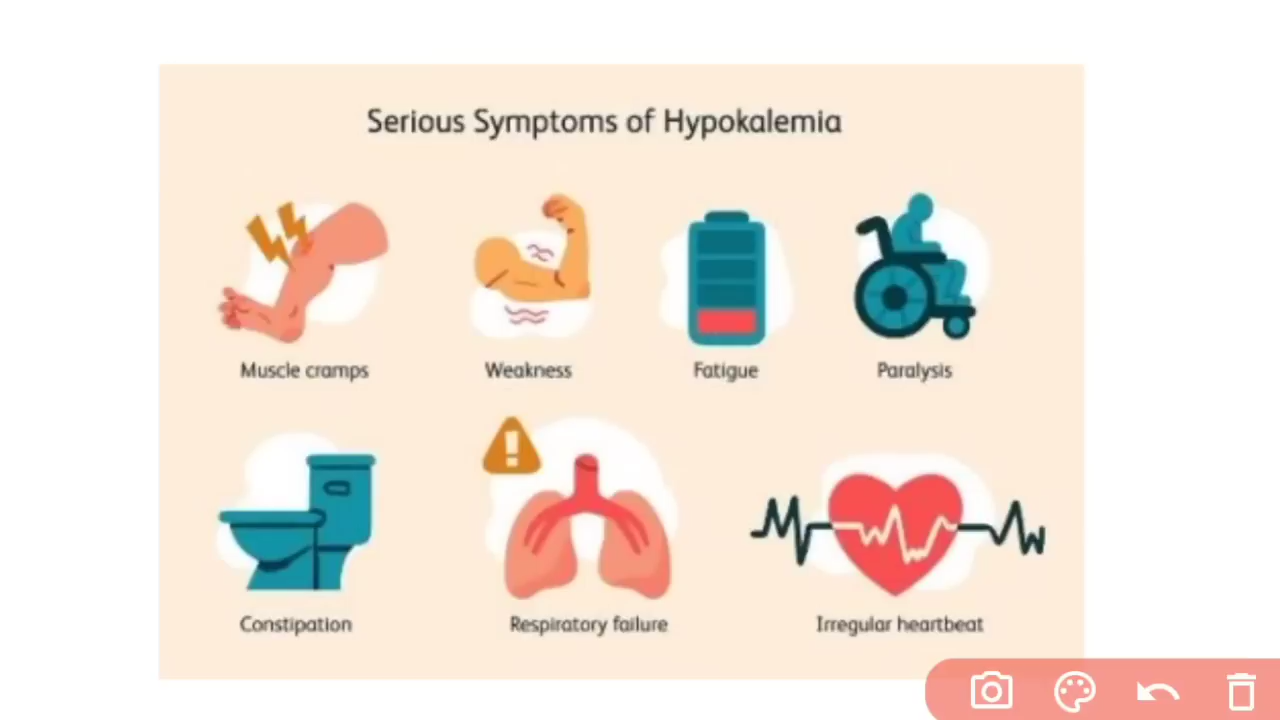 Serious Symptoms of Hypokalemia
Muscle cramps
Weakness
Fatigue
Paralysis
Constipation
Respiratory failure
Irregular heartbeat